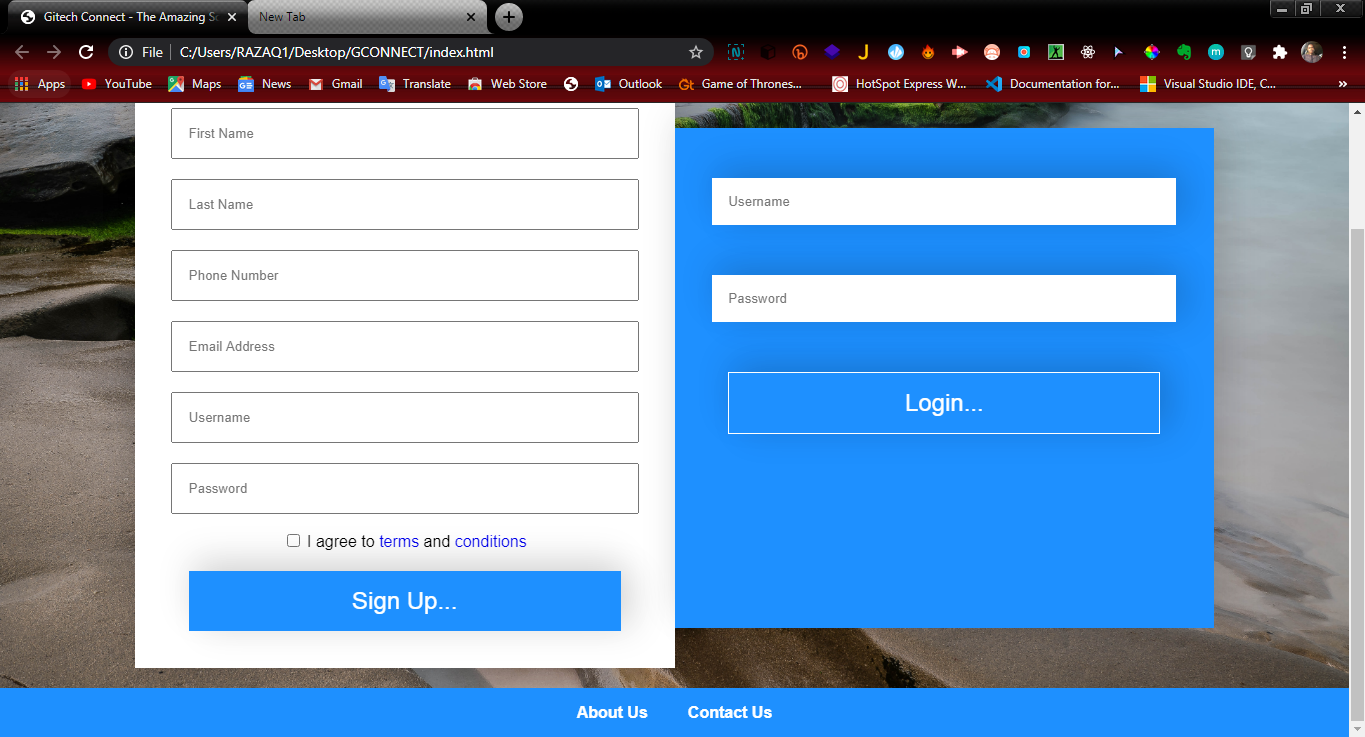 Gitech Connect - The Amazing So
New Tab
File
C:/Users/RAZAQ1/Desktop/GCONNECT/index.html
Apps
YouTube
Maps
News
Gmail
Translate
Web Store
Outlook
Game of Thrones...
HotSpot Express W...
Documentation for...
Visual Studio IDE, C...
»
First Name
Last Name
Phone Number
Email Address
Username
Password
I agree to terms and conditions
Sign Up...
Username
Password
Login...
About Us
Contact Us